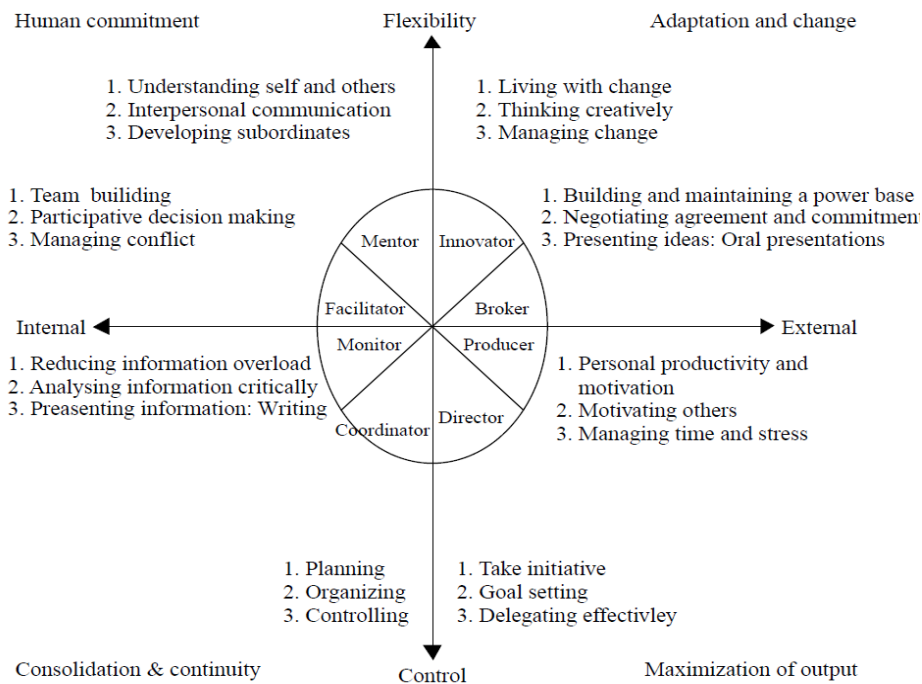 Human commitment
Flexibility
Adaptation and change
1. Understanding self and others
2. Interpersonal communication
3. Developing subordinates
1. Living with change
2. Thinking creatively
3. Managing change
1. Team builiding
2. Participative decision making
3. Managing conflict
1. Building and maintaining a power base
2. Negotiating agreement and commitment
3. Presenting ideas: Oral presentations
Mentor
Innovator
Facilitator
Broker
Internal
External
Monitor
Producer
Coordinator
Director
1. Reducing information overload
2. Analysing information critically
3. Preasenting information: Writing
1. Personal productivity and
motivation
2. Motivating others
3. Managing time and stress
1. Planning
2. Organizing
3. Controlling
1. Take initiative
2. Goal setting
3. Delegating effectivley
Consolidation & continuity
Control
Maximization of output